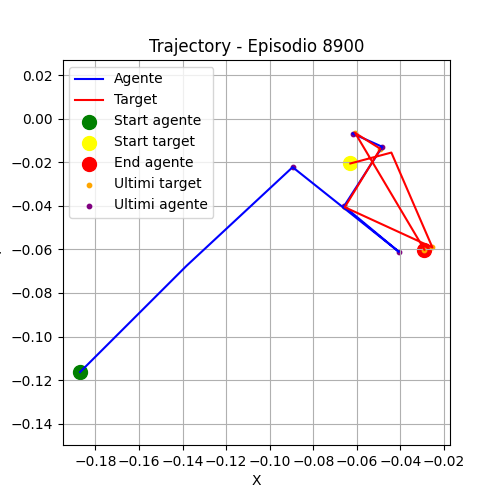 Trajectory - Episodio 8900
Agente
Target
Start agente
Start target
End agente
Ultimi target
Ultimi agente
0.02
0.00
−0.02
−0.04
−0.06
−0.08
−0.10
−0.12
−0.14
−0.18 −0.16 −0.14 −0.12 −0.10 −0.08 −0.06 −0.04 −0.02
X